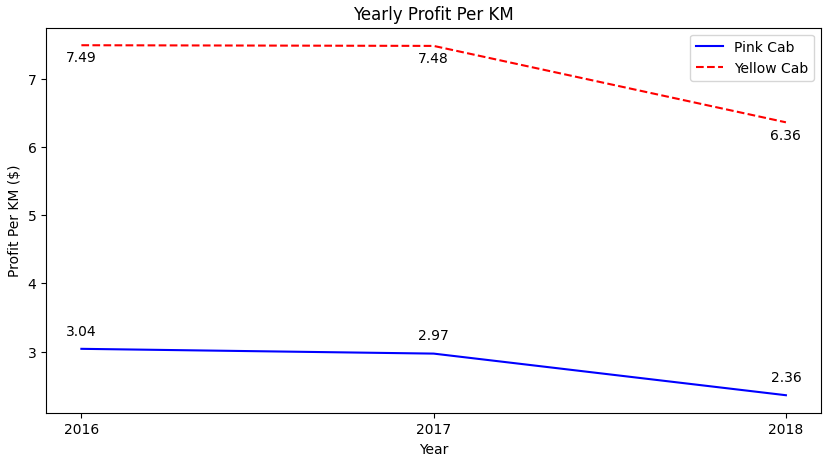 Yearly Profit Per KM
Pink Cab
Yellow Cab
7.49
7.48
6.36
3.04
2.97
2.36
7
6
5
4
3
Profit Per KM ($)
2016
2017
2018
Year